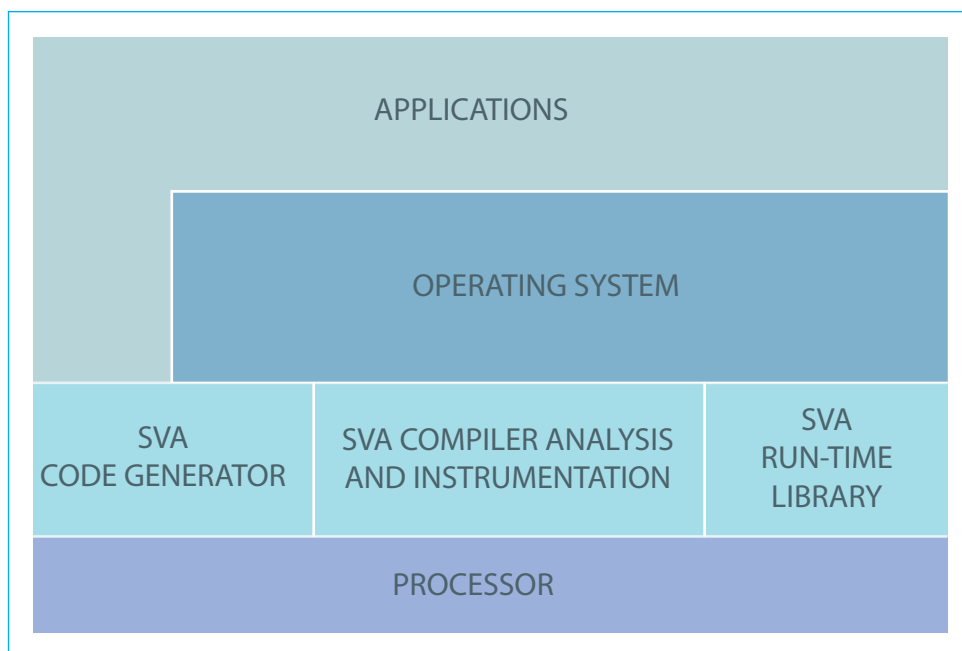 APPLICATIONS
OPERATING SYSTEM
SVA
CODE GENERATOR
SVA COMPILER ANALYSIS
AND INSTRUMENTATION
SVA
RUN-TIME
LIBRARY
PROCESSOR